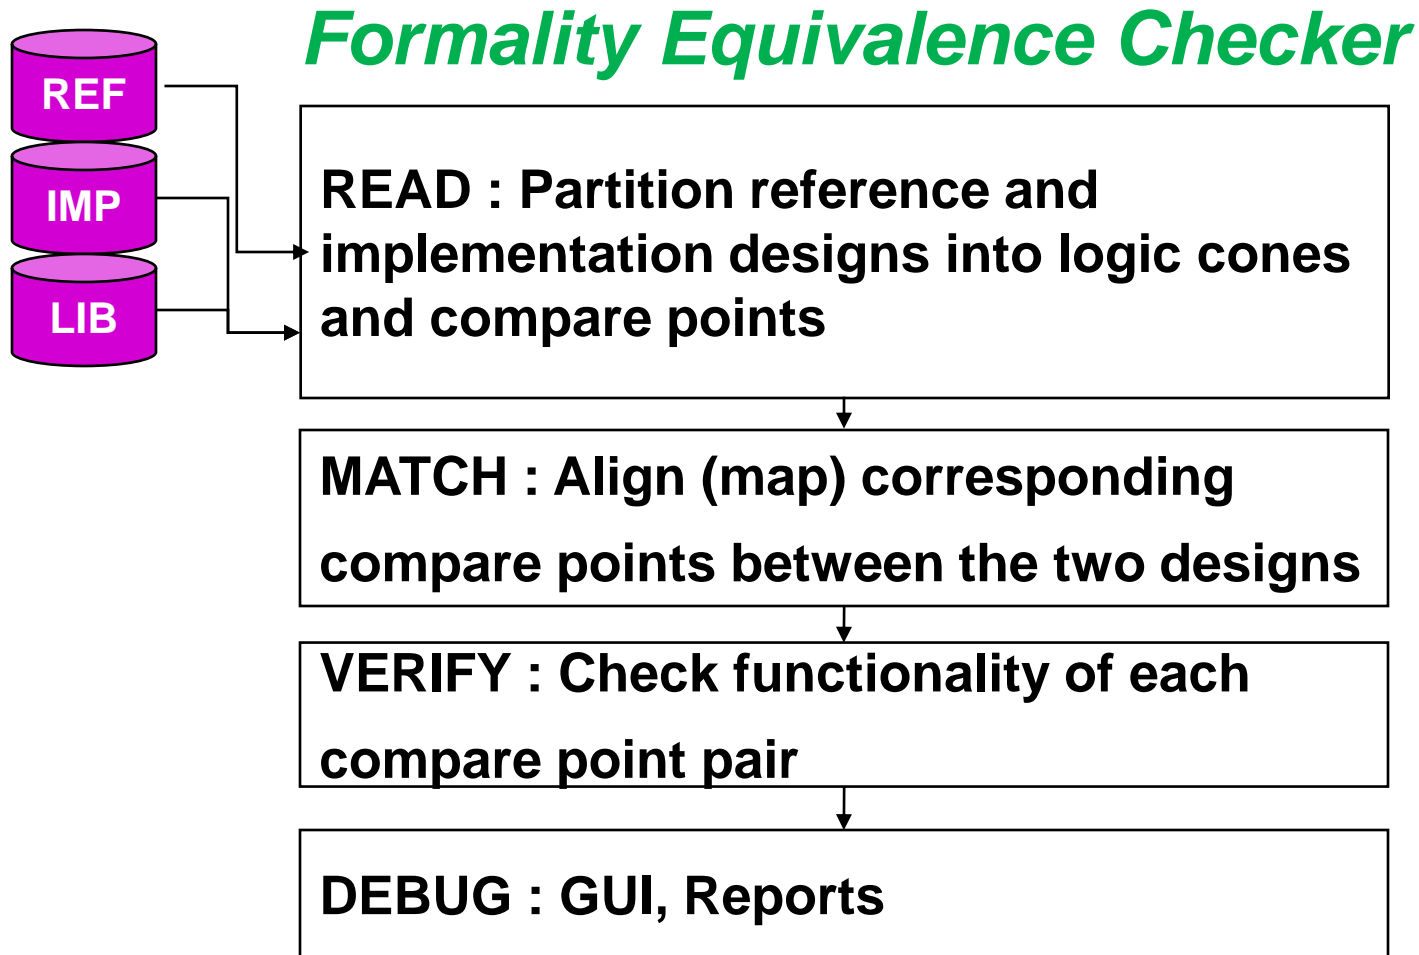 Formality Equivalence Checker
REF
IMP
LIB
READ : Partition reference and
implementation designs into logic cones
and compare points
MATCH : Align (map) corresponding
compare points between the two designs
VERIFY : Check functionality of each
compare point pair
DEBUG : GUI, Reports